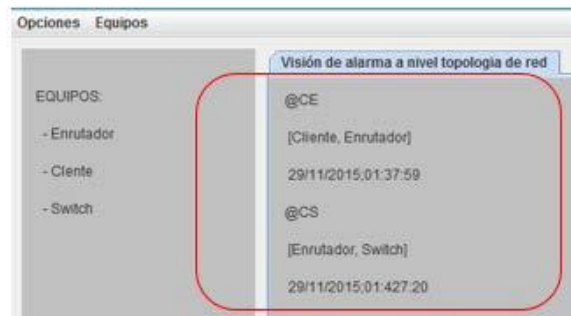 Opciones Equipos
Visión de alarma a nivel topologia de red
EQUIPOS:
- Enrutador
- Clente
- Switch
@CE
[Cliente, Enrutador]
29/11/2015;01:37:59
@CS
[Enrutador, Switch]
29/11/2015;01:427:20